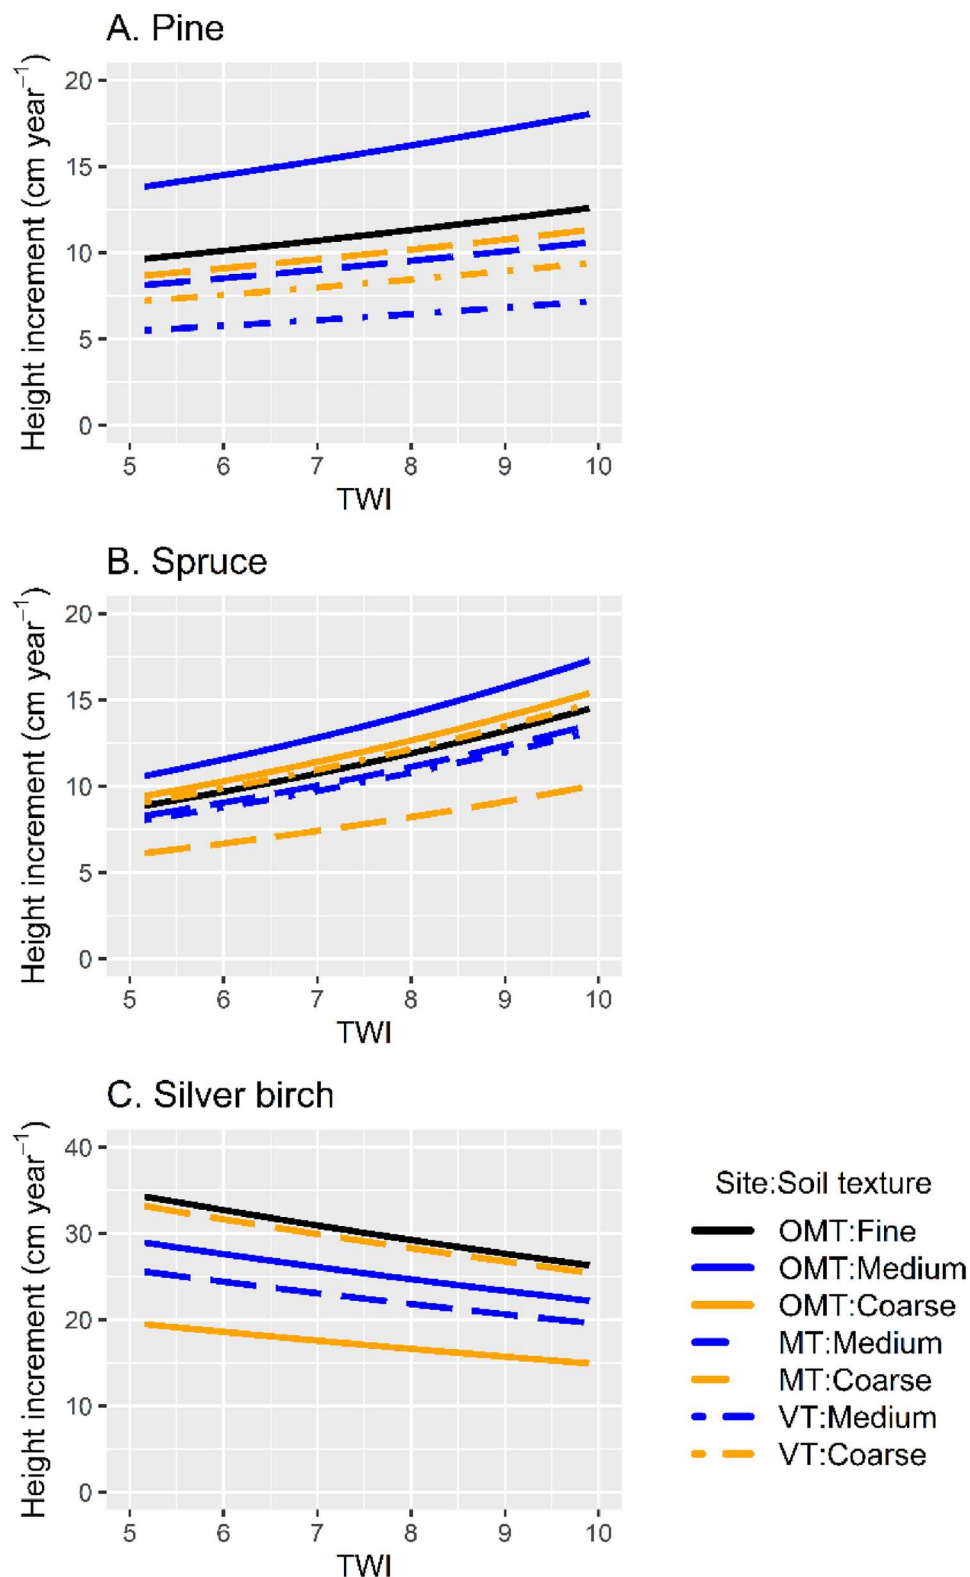 A. Pine
Height increment (cm year⁻¹)
20
15
10
5
0
5 6 7 8 9 10
TWI
B. Spruce
Height increment (cm year⁻¹)
20
15
10
5
0
5 6 7 8 9 10
TWI
C. Silver birch
Height increment (cm year⁻¹)
40
30
20
10
0
5 6 7 8 9 10
TWI
Site:Soil texture
OMT:Fine
OMT:Medium
OMT:Coarse
MT:Medium
MT:Coarse
VT:Medium
VT:Coarse